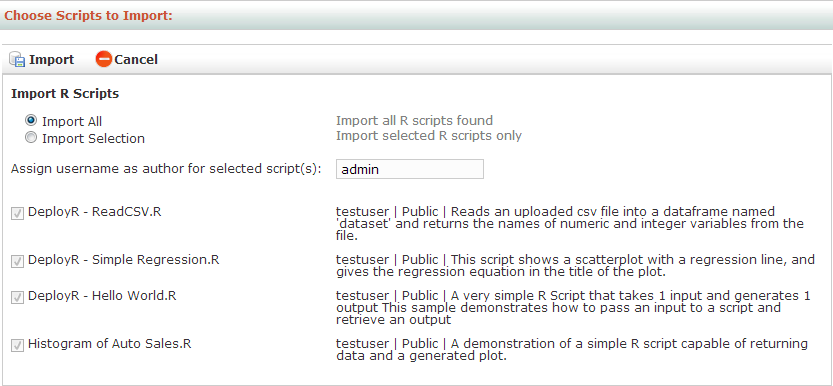 Choose Scripts to Import:
Import Cancel
Import R Scripts
Import All Import all R scripts found
Import Selection Import selected R scripts only
Assign username as author for selected script(s): admin
DeployR - ReadCSV.R testuser | Public | Reads an uploaded csv file into a dataframe named
'dataset' and returns the names of numeric and integer variables from the
file.
DeployR - Simple Regression.R testuser | Public | This script shows a scatterplot with a regression line, and
gives the regression equation in the title of the plot.
DeployR - Hello World.R testuser | Public | A very simple R Script that takes 1 input and generates 1
output This sample demonstrates how to pass an input to a script and
retrieve an output
Histogram of Auto Sales.R testuser | Public | A demonstration of a simple R script capable of returning
data and a generated plot.